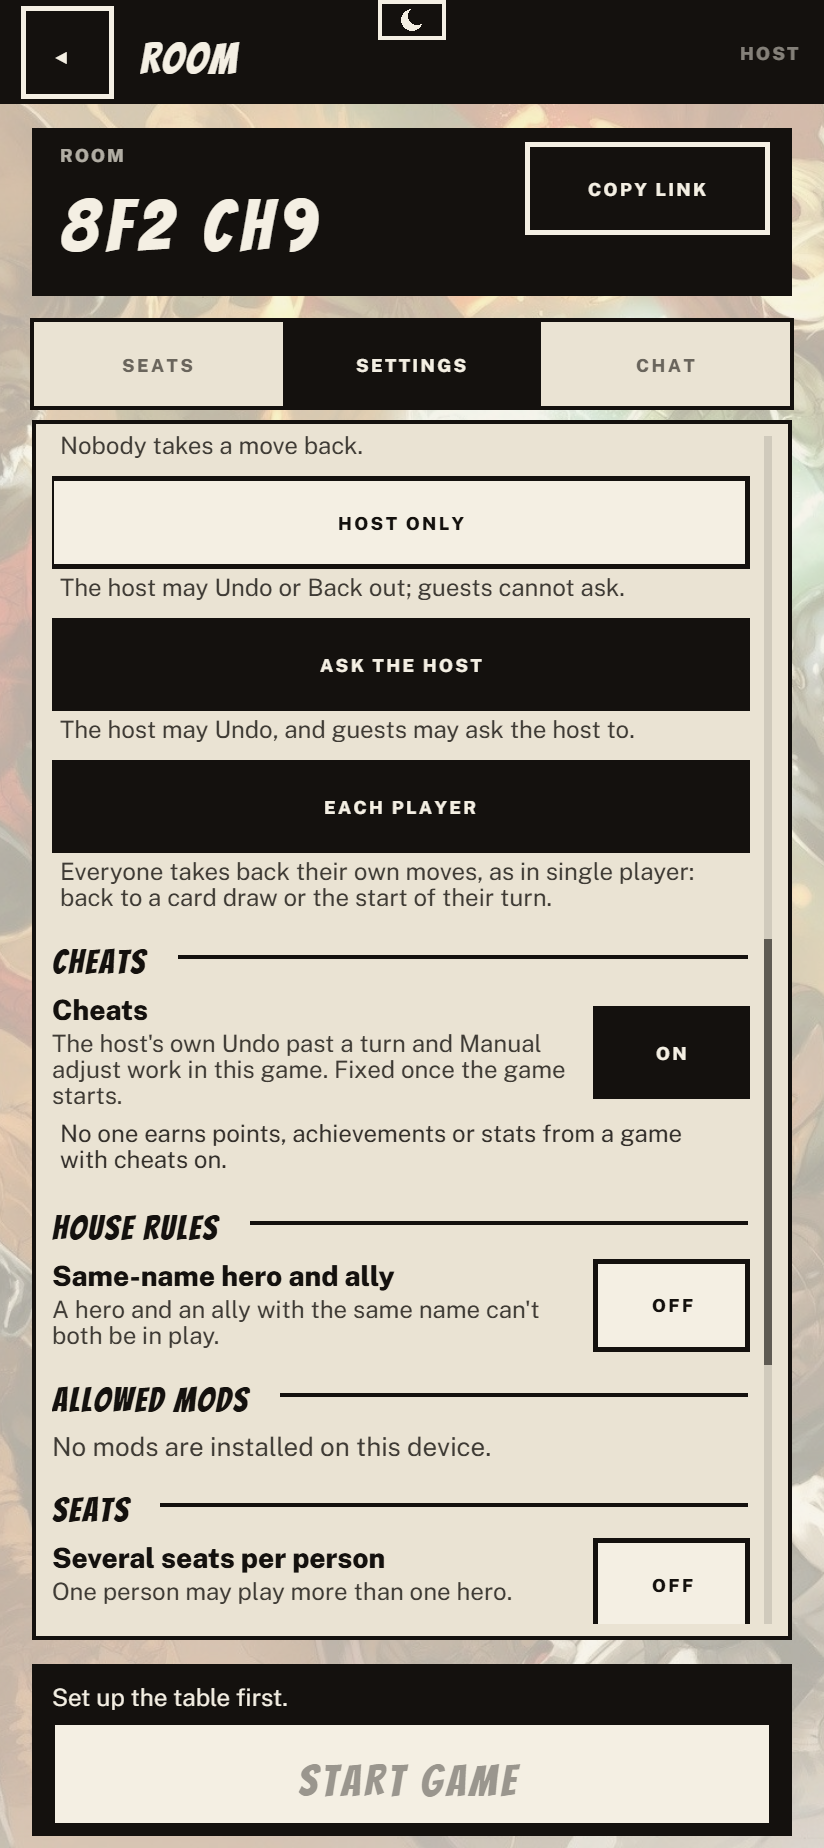 ROOM
HOST
ROOM
8F2 CH9
COPY LINK
SEATS
SETTINGS
CHAT
Nobody takes a move back.
HOST ONLY
The host may Undo or Back out; guests cannot ask.
ASK THE HOST
The host may Undo, and guests may ask the host to.
EACH PLAYER
Everyone takes back their own moves, as in single player:
back to a card draw or the start of their turn.
CHEATS
Cheats
The host's own Undo past a turn and Manual
adjust work in this game. Fixed once the game
starts.
ON
No one earns points, achievements or stats from a game
with cheats on.
HOUSE RULES
Same-name hero and ally
A hero and an ally with the same name can't
both be in play.
OFF
ALLOWED MODS
No mods are installed on this device.
SEATS
Several seats per person
One person may play more than one hero.
OFF
Set up the table first.
START GAME